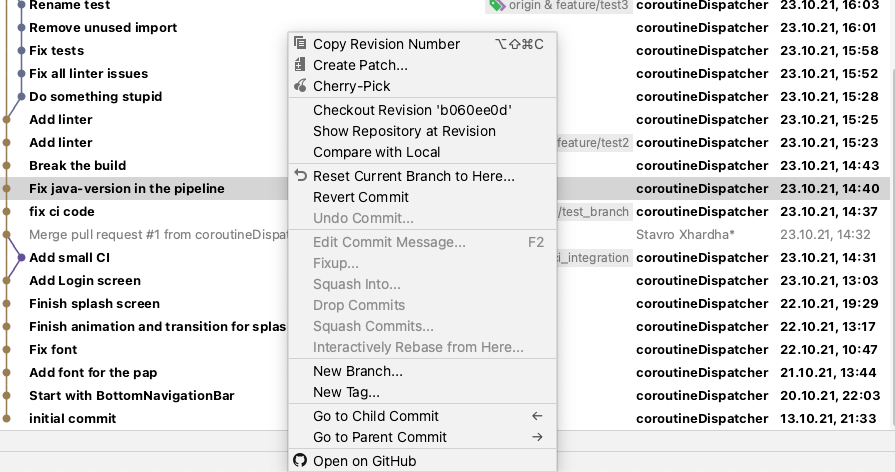 Rename test origin & feature/test3 coroutineDispatcher 23.10.21, 16:03
Remove unused import coroutineDispatcher 23.10.21, 16:01
Fix tests coroutineDispatcher 23.10.21, 15:58
Fix all linter issues coroutineDispatcher 23.10.21, 15:52
Do something stupid coroutineDispatcher 23.10.21, 15:28
Add linter coroutineDispatcher 23.10.21, 15:25
Add linter feature/test2 coroutineDispatcher 23.10.21, 15:23
Break the build coroutineDispatcher 23.10.21, 14:43
Fix java-version in the pipeline coroutineDispatcher 23.10.21, 14:40
fix ci code /test_branch coroutineDispatcher 23.10.21, 14:37
Merge pull request #1 from coroutineDispat Stavro Xhardha* 23.10.21, 14:32
Add small CI ci_integration coroutineDispatcher 23.10.21, 14:31
Add Login screen coroutineDispatcher 23.10.21, 13:03
Finish splash screen coroutineDispatcher 22.10.21, 19:29
Finish animation and transition for splas coroutineDispatcher 22.10.21, 13:17
Fix font coroutineDispatcher 22.10.21, 10:47
Add font for the pap coroutineDispatcher 21.10.21, 13:44
Start with BottomNavigationBar coroutineDispatcher 20.10.21, 22:03
initial commit coroutineDispatcher 13.10.21, 21:33
Copy Revision Number ⌥⇧⌘C
Create Patch...
Cherry-Pick
Checkout Revision 'b060ee0d'
Show Repository at Revision
Compare with Local
Reset Current Branch to Here...
Revert Commit
Undo Commit...
Edit Commit Message... F2
Fixup...
Squash Into...
Drop Commits
Squash Commits...
Interactively Rebase from Here...
New Branch...
New Tag...
Go to Child Commit ←
Go to Parent Commit →
Open on GitHub